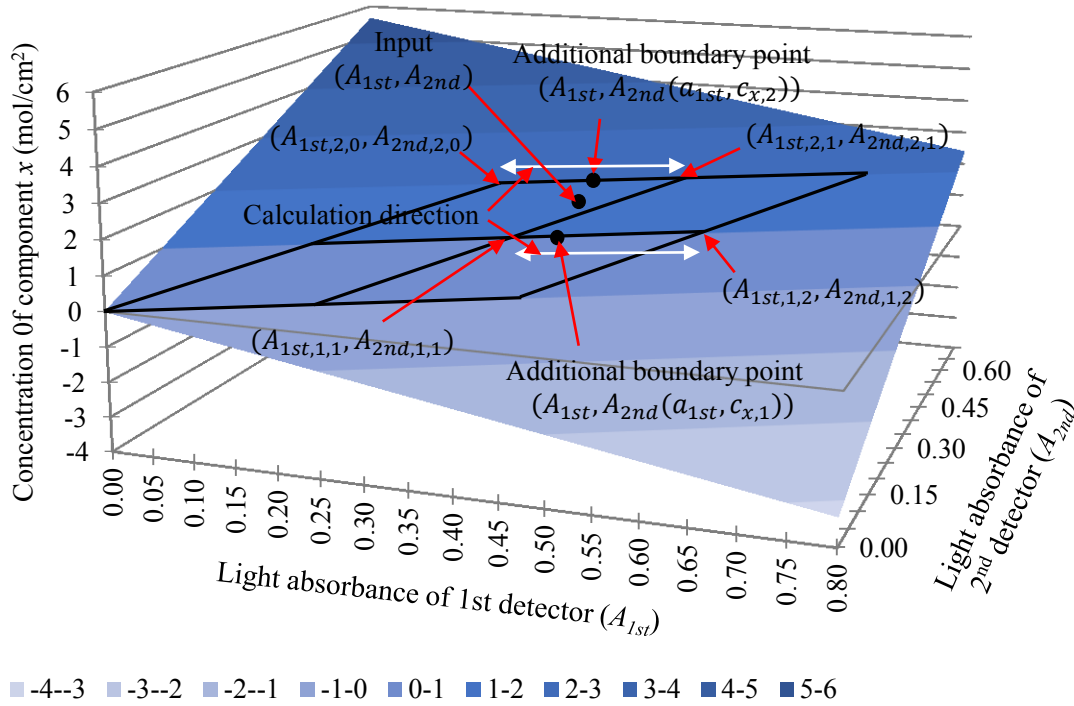 Input
(A1st, A2nd)
Additional boundary point
(A1st, A2nd(a1st, cx,2))
(A1st,2,0, A2nd,2,0)
(A1st,2,1, A2nd,2,1)
Calculation direction
(A1st,1,1, A2nd,1,1)
(A1st,1,2, A2nd,1,2)
Additional boundary point
(A1st, A2nd(a1st, cx,1))
Concentration 0f component x (mol/cm2)
6
5
4
3
2
1
0
-1
-2
-3
-4
0.00
0.05
0.10
0.15
0.20
0.25
0.30
0.35
0.40
0.45
0.50
0.55
0.60
0.65
0.70
0.75
0.80
Light absorbance of 1st detector (A1st)
0.60
0.45
0.30
0.15
0.00
Light absorbance of
2nd detector (A2nd)
-4--3 -3--2 -2--1 -1-0 0-1 1-2 2-3 3-4 4-5 5-6